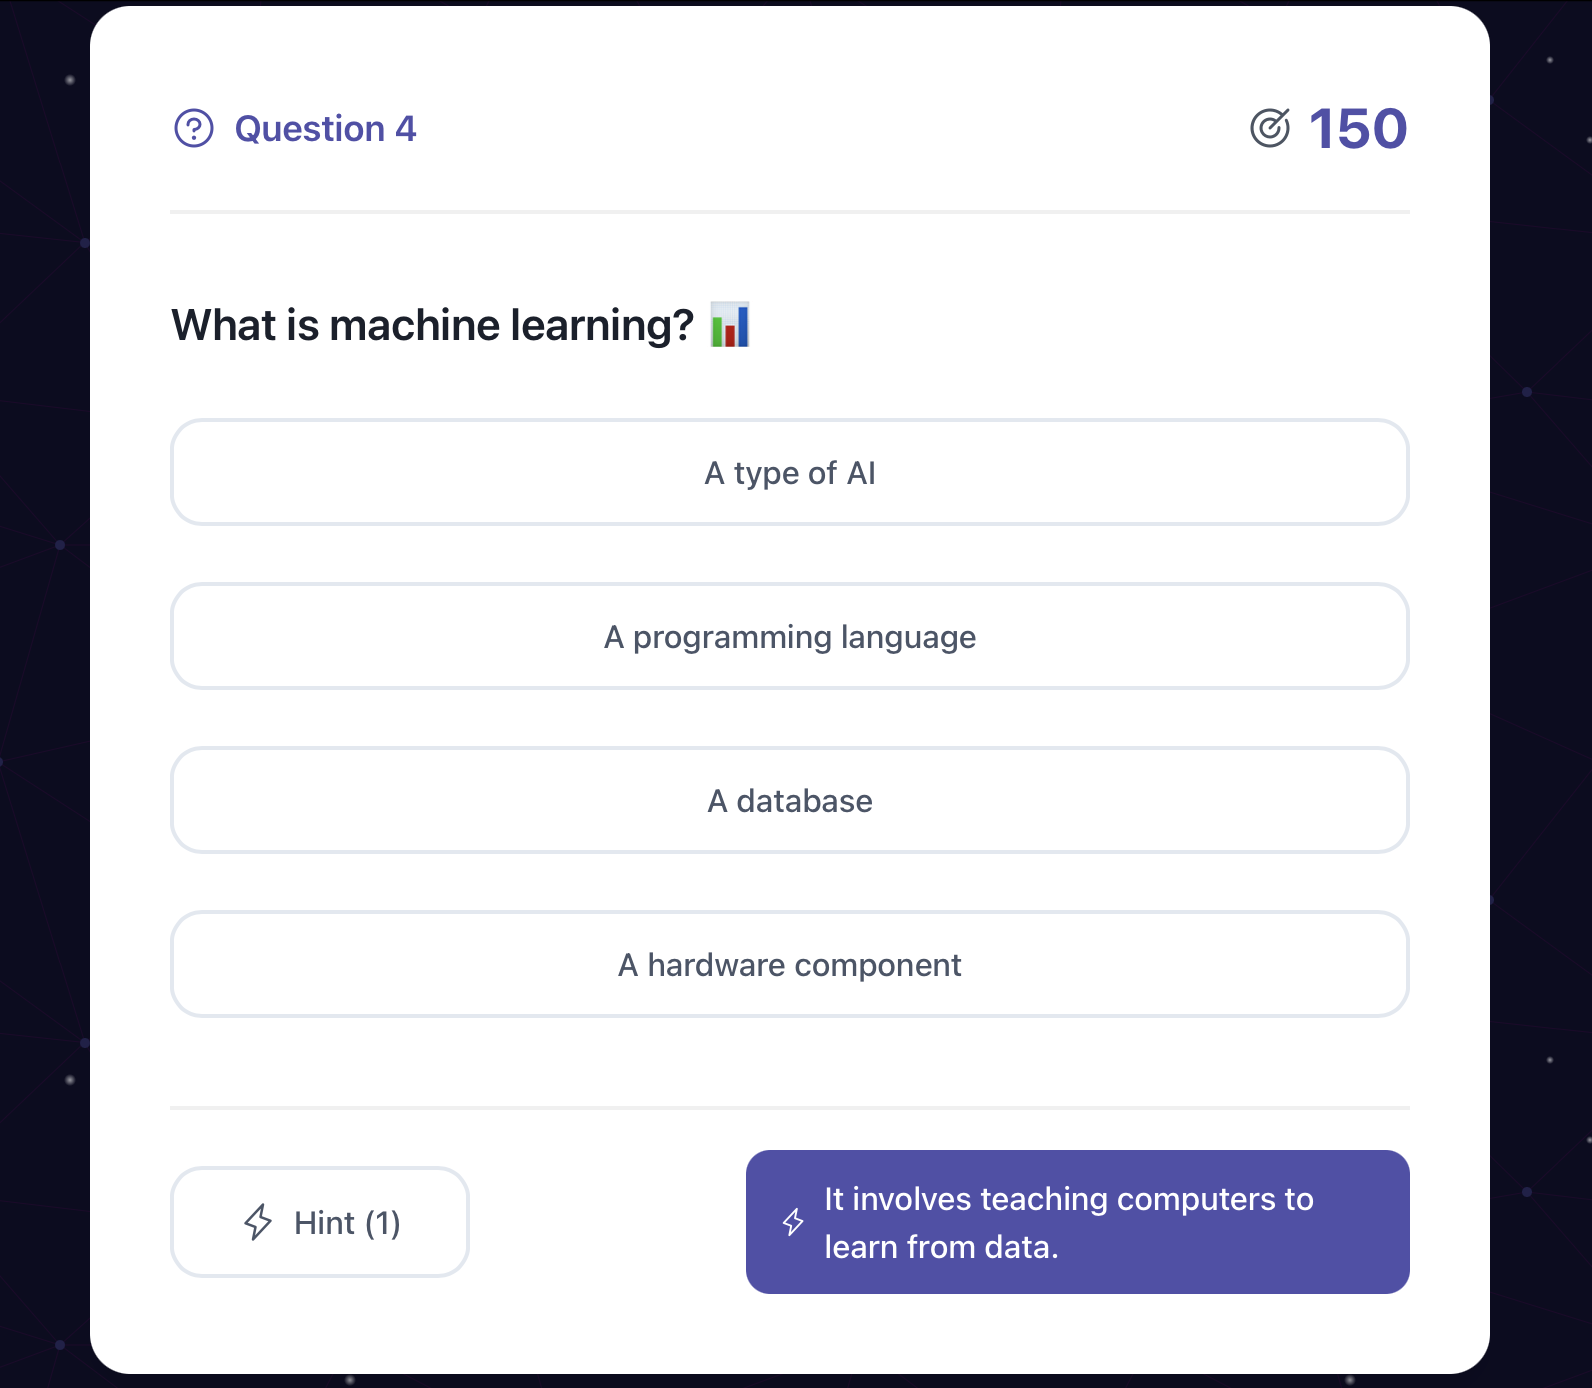 Question 4
150
What is machine learning? 📊
A type of AI
A programming language
A database
A hardware component
Hint (1)
It involves teaching computers to
learn from data.